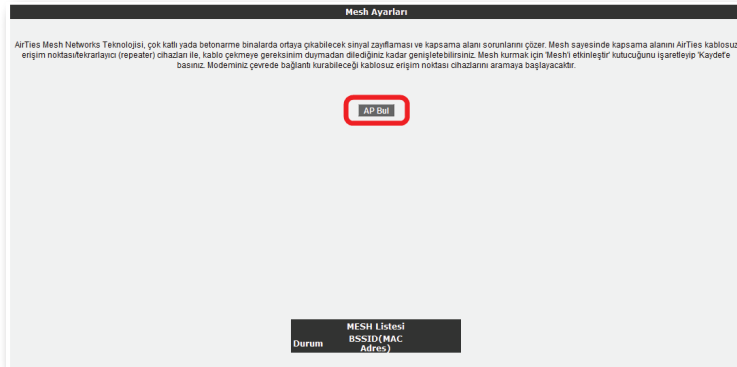 Mesh Ayarları
AirTies Mesh Networks Teknolojisi, çok katlı yada betonarme binalarda ortaya çıkabilecek sinyal zayıflaması ve kapsama alanı sorunlarını çözer. Mesh sayesinde kapsama alanını AirTies kablosuz
erişim noktası/tekrarlayıcı (repeater) cihazları ile, kablo çekmeye gereksinim duymadan dilediğiniz kadar genişletebilirsiniz. Mesh kurmak için 'Mesh'i etkinleştir' kutucuğunu işaretleyip 'Kaydet'e
basınız. Modeminiz çevrede bağlantı kurabileceği kablosuz erişim noktası cihazlarını aramaya başlayacaktır.
AP Bul
MESH Listesi
Durum BSSID(MAC
Adres)